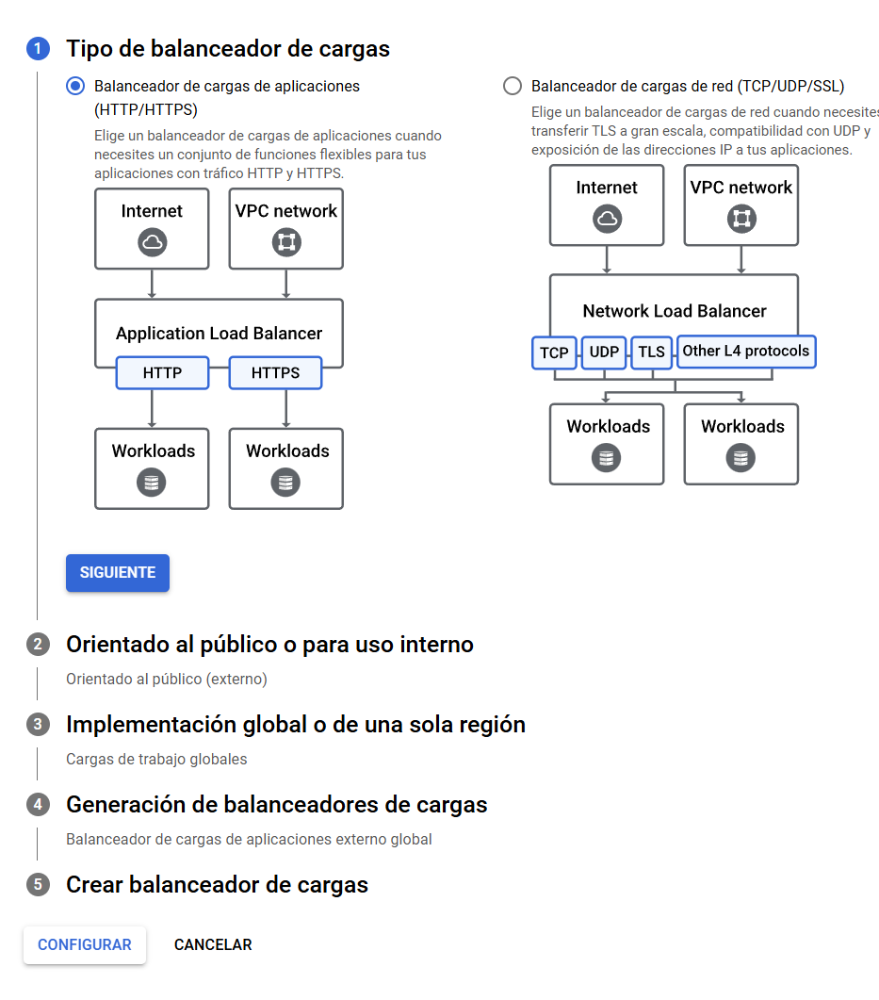 1 Tipo de balanceador de cargas
Balanceador de cargas de aplicaciones
(HTTP/HTTPS)
Elige un balanceador de cargas de aplicaciones cuando
necesites un conjunto de funciones flexibles para tus
aplicaciones con tráfico HTTP y HTTPS.
Internet
VPC network
Application Load Balancer
HTTP
HTTPS
Workloads
Workloads
Balanceador de cargas de red (TCP/UDP/SSL)
Elige un balanceador de cargas de red cuando necesites
transferir TLS a gran escala, compatibilidad con UDP y
exposición de las direcciones IP a tus aplicaciones.
Internet
VPC network
Network Load Balancer
TCP
UDP
TLS
Other L4 protocols
Workloads
Workloads
SIGUIENTE
2 Orientado al público o para uso interno
Orientado al público (externo)
3 Implementación global o de una sola región
Cargas de trabajo globales
4 Generación de balanceadores de cargas
Balanceador de cargas de aplicaciones externo global
5 Crear balanceador de cargas
CONFIGURAR
CANCELAR